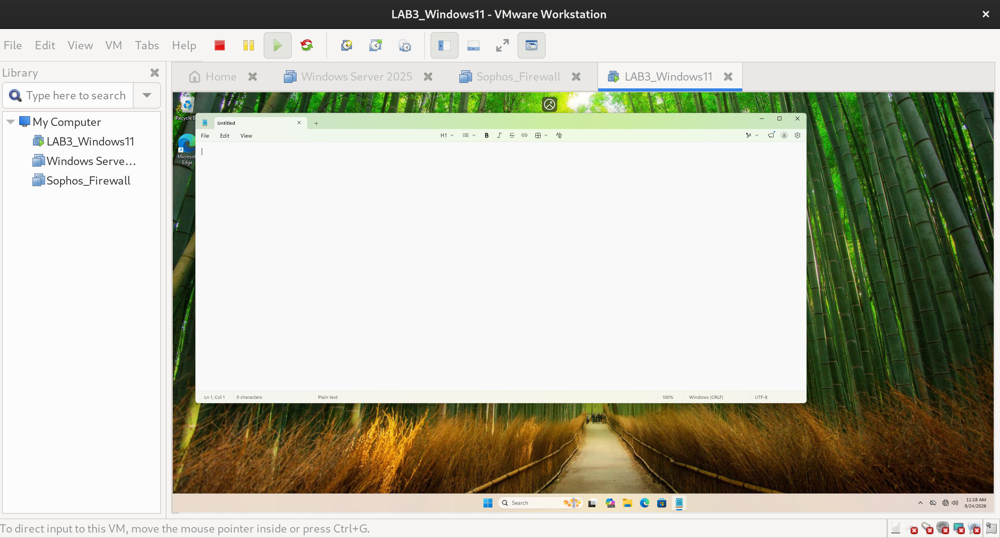 LAB3_Windows11 - VMware Workstation
File Edit View VM Tabs Help
Library
Type here to search
My Computer
LAB3_Windows11
Windows Serve...
Sophos_Firewall
Home
Windows Server 2025
Sophos_Firewall
LAB3_Windows11
Recycle B
Microsof
Edge
Untitled
File Edit View
H1
B
I
S
Ln 1, Col 1
0 characters
Plain text
100%
Windows (CRLF)
UTF-8
Search
M365
11:18 AM
9/24/2026
To direct input to this VM, move the mouse pointer inside or press Ctrl+G.